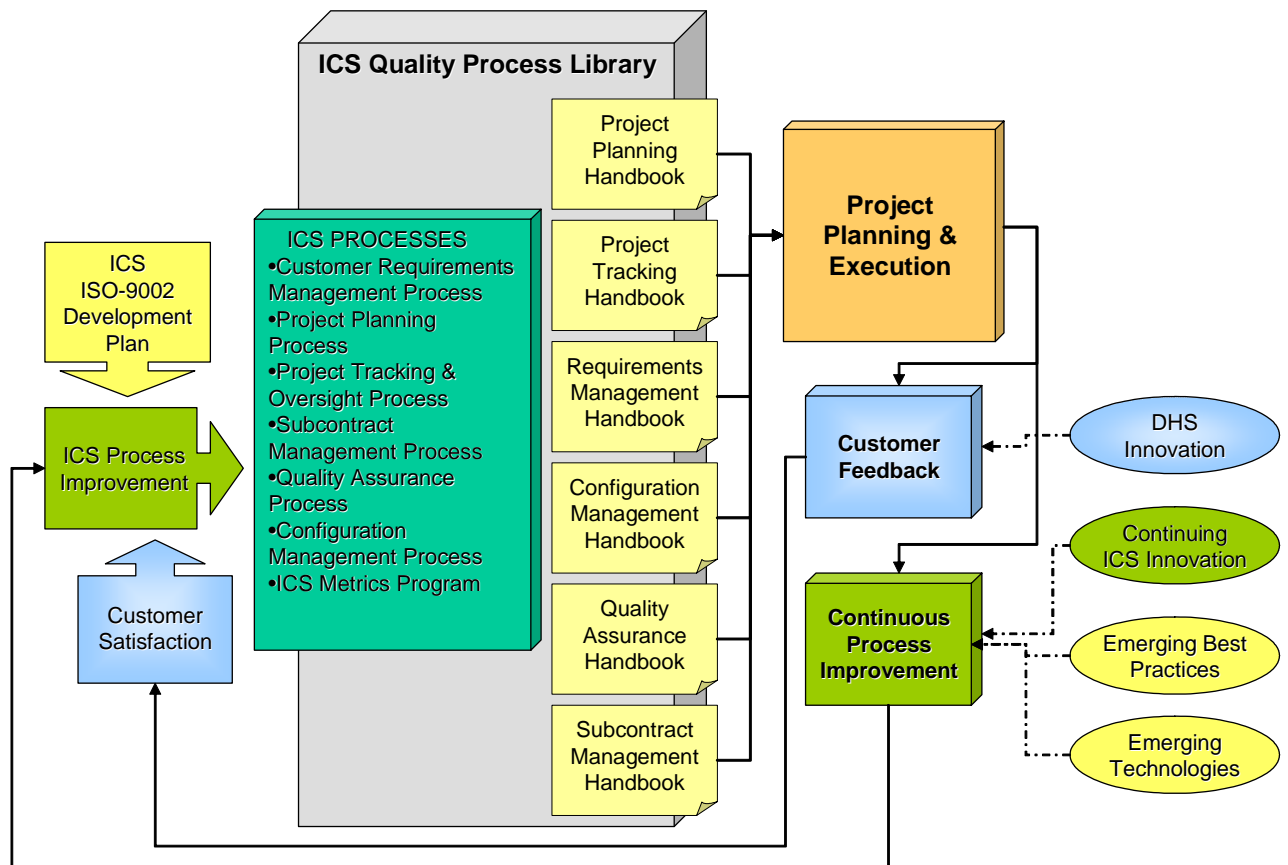 ICS Quality Process Library
Project
Planning
Handbook
Project
Tracking
Handbook
Requirements
Management
Handbook
Configuration
Management
Handbook
Quality
Assurance
Handbook
Subcontract
Management
Handbook
ICS PROCESSES
•Customer Requirements
Management Process
•Project Planning
Process
•Project Tracking &
Oversight Process
•Subcontract
Management Process
•Quality Assurance
Process
•Configuration
Management Process
•ICS Metrics Program
ICS
ISO-9002
Development
Plan
ICS Process
Improvement
Customer
Satisfaction
Project
Planning &
Execution
Customer
Feedback
Continuous
Process
Improvement
DHS
Innovation
Continuing
ICS Innovation
Emerging Best
Practices
Emerging
Technologies